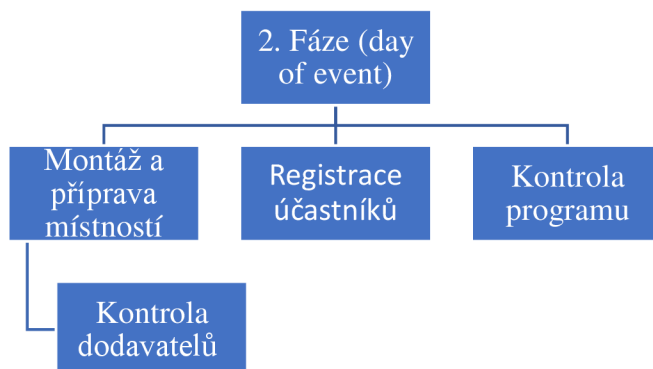 2. Fáze (day
of event)
Montáž a
příprava
místností
Registrace
účastníků
Kontrola
programu
Kontrola
dodavatelů